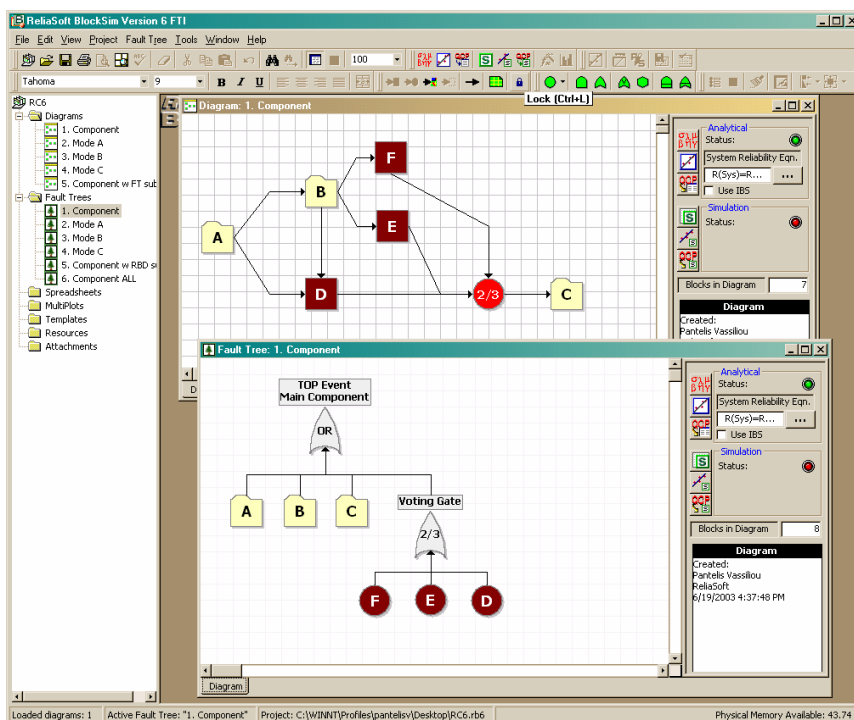 ReliaSoft BlockSim Version 6 FTI
File Edit View Project Fault Tree Tools Window Help
100
Tahoma 9 B I U
Lock (Ctrl+L)
RC6
Diagrams
1. Component
2. Mode A
3. Mode B
4. Mode C
5. Component w FT sub
Fault Trees
1. Component
2. Mode A
3. Mode B
4. Mode C
5. Component w RBD s
6. Component ALL
Spreadsheets
MultiPlots
Templates
Resources
Attachments
Diagram: 1. Component
F
B
E
A
D
2/3
C
Analytical
Status:
System Reliability Eqn.
R(Sys)=R...
...
Use IBS
Simulation
Status:
Blocks in Diagram 7
Diagram
Created:
Pantelis Vassiliou
D
Fault Tree: 1. Component
TOP Event
Main Component
OR
A
B
C
Voting Gate
2/3
F
E
D
Analytical
Status:
System Reliability Eqn.
R(Sys)=R...
...
Use IBS
Simulation
Status:
Blocks in Diagram 8
Diagram
Created:
Pantelis Vassiliou
ReliaSoft
6/19/2003 4:37:48 PM
Diagram
Loaded diagrams: 1 Active Fault Tree: "1. Component" Project: C:\WINNT\Profiles\pantelisv\Desktop\RC6.rb6 Physical Memory Available: 43.74